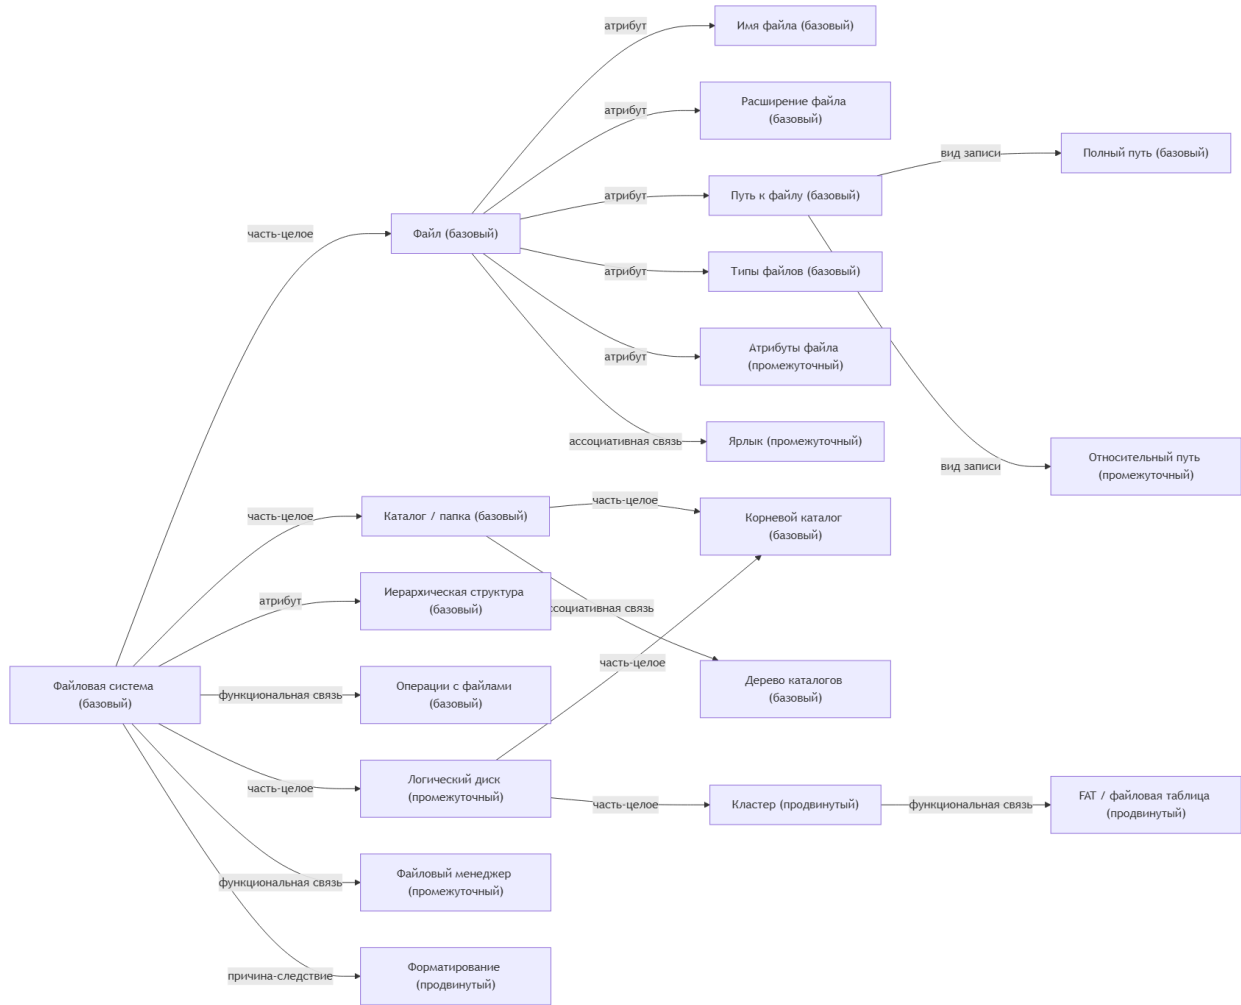 атрибут
Имя файла (базовый)
атрибут
Расширение файла
(базовый)
вид записи
Полный путь (базовый)
атрибут
Путь к файлу (базовый)
часть-целое
Файл (базовый)
атрибут
Типы файлов (базовый)
атрибут
Атрибуты файла
(промежуточный)
ассоциативная связь
Ярлык (промежуточный)
вид записи
Относительный путь
(промежуточный)
часть-целое
Каталог / папка (базовый)
часть-целое
Корневой каталог
(базовый)
атрибут
Иерархическая структура
(базовый)
ссоциативная связь
часть-целое
Файловая система
(базовый)
функциональная связь
Операции с файлами
(базовый)
Дерево каталогов
(базовый)
часть-целое
Логический диск
(промежуточный)
часть-целое
Кластер (продвинутый)
функциональная связь
FAT / файловая таблица
(продвинутый)
функциональная связь
Файловый менеджер
(промежуточный)
причина-следствие
Форматирование
(продвинутый)